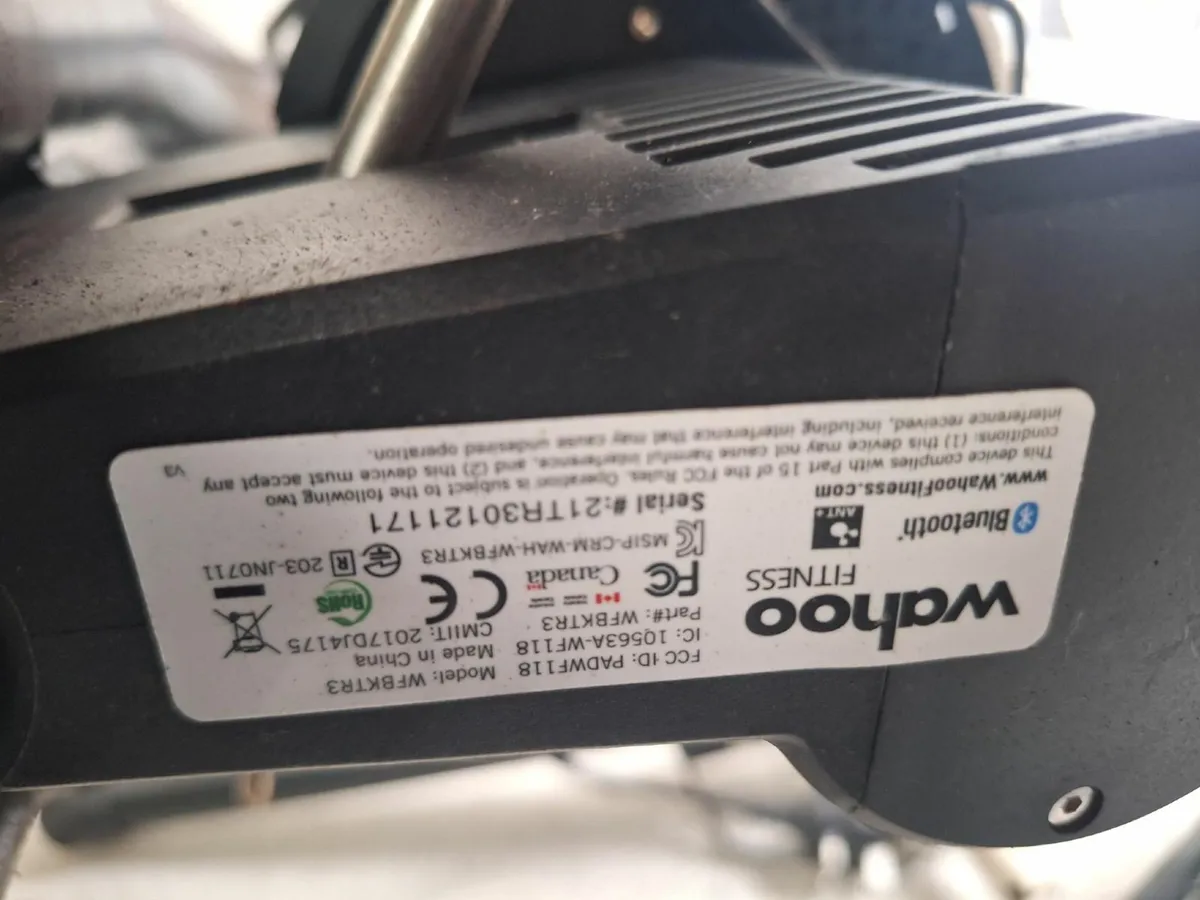 wahoo
FITNESS
Bluetooth®
ANT+
www.WahooFitness.com
FCC ID: PADWF118
IC: 1Q563A-WF118
Part#: WFBKTR3
Model: WFBKTR3
Made in China
CMIIT: 2017DJ4175
FC
Canada
CE
RoHS
MSIP-CRM-WAH-WFBKTR3
R
203-JN0711
Serial #:21TR30121171
This device complies with Part 15 of the FCC Rules. Operation is subject to the following two
conditions: (1) this device may not cause harmful interference, and (2) this device must accept any
interference received, including interference that may cause undesired operation.
V3